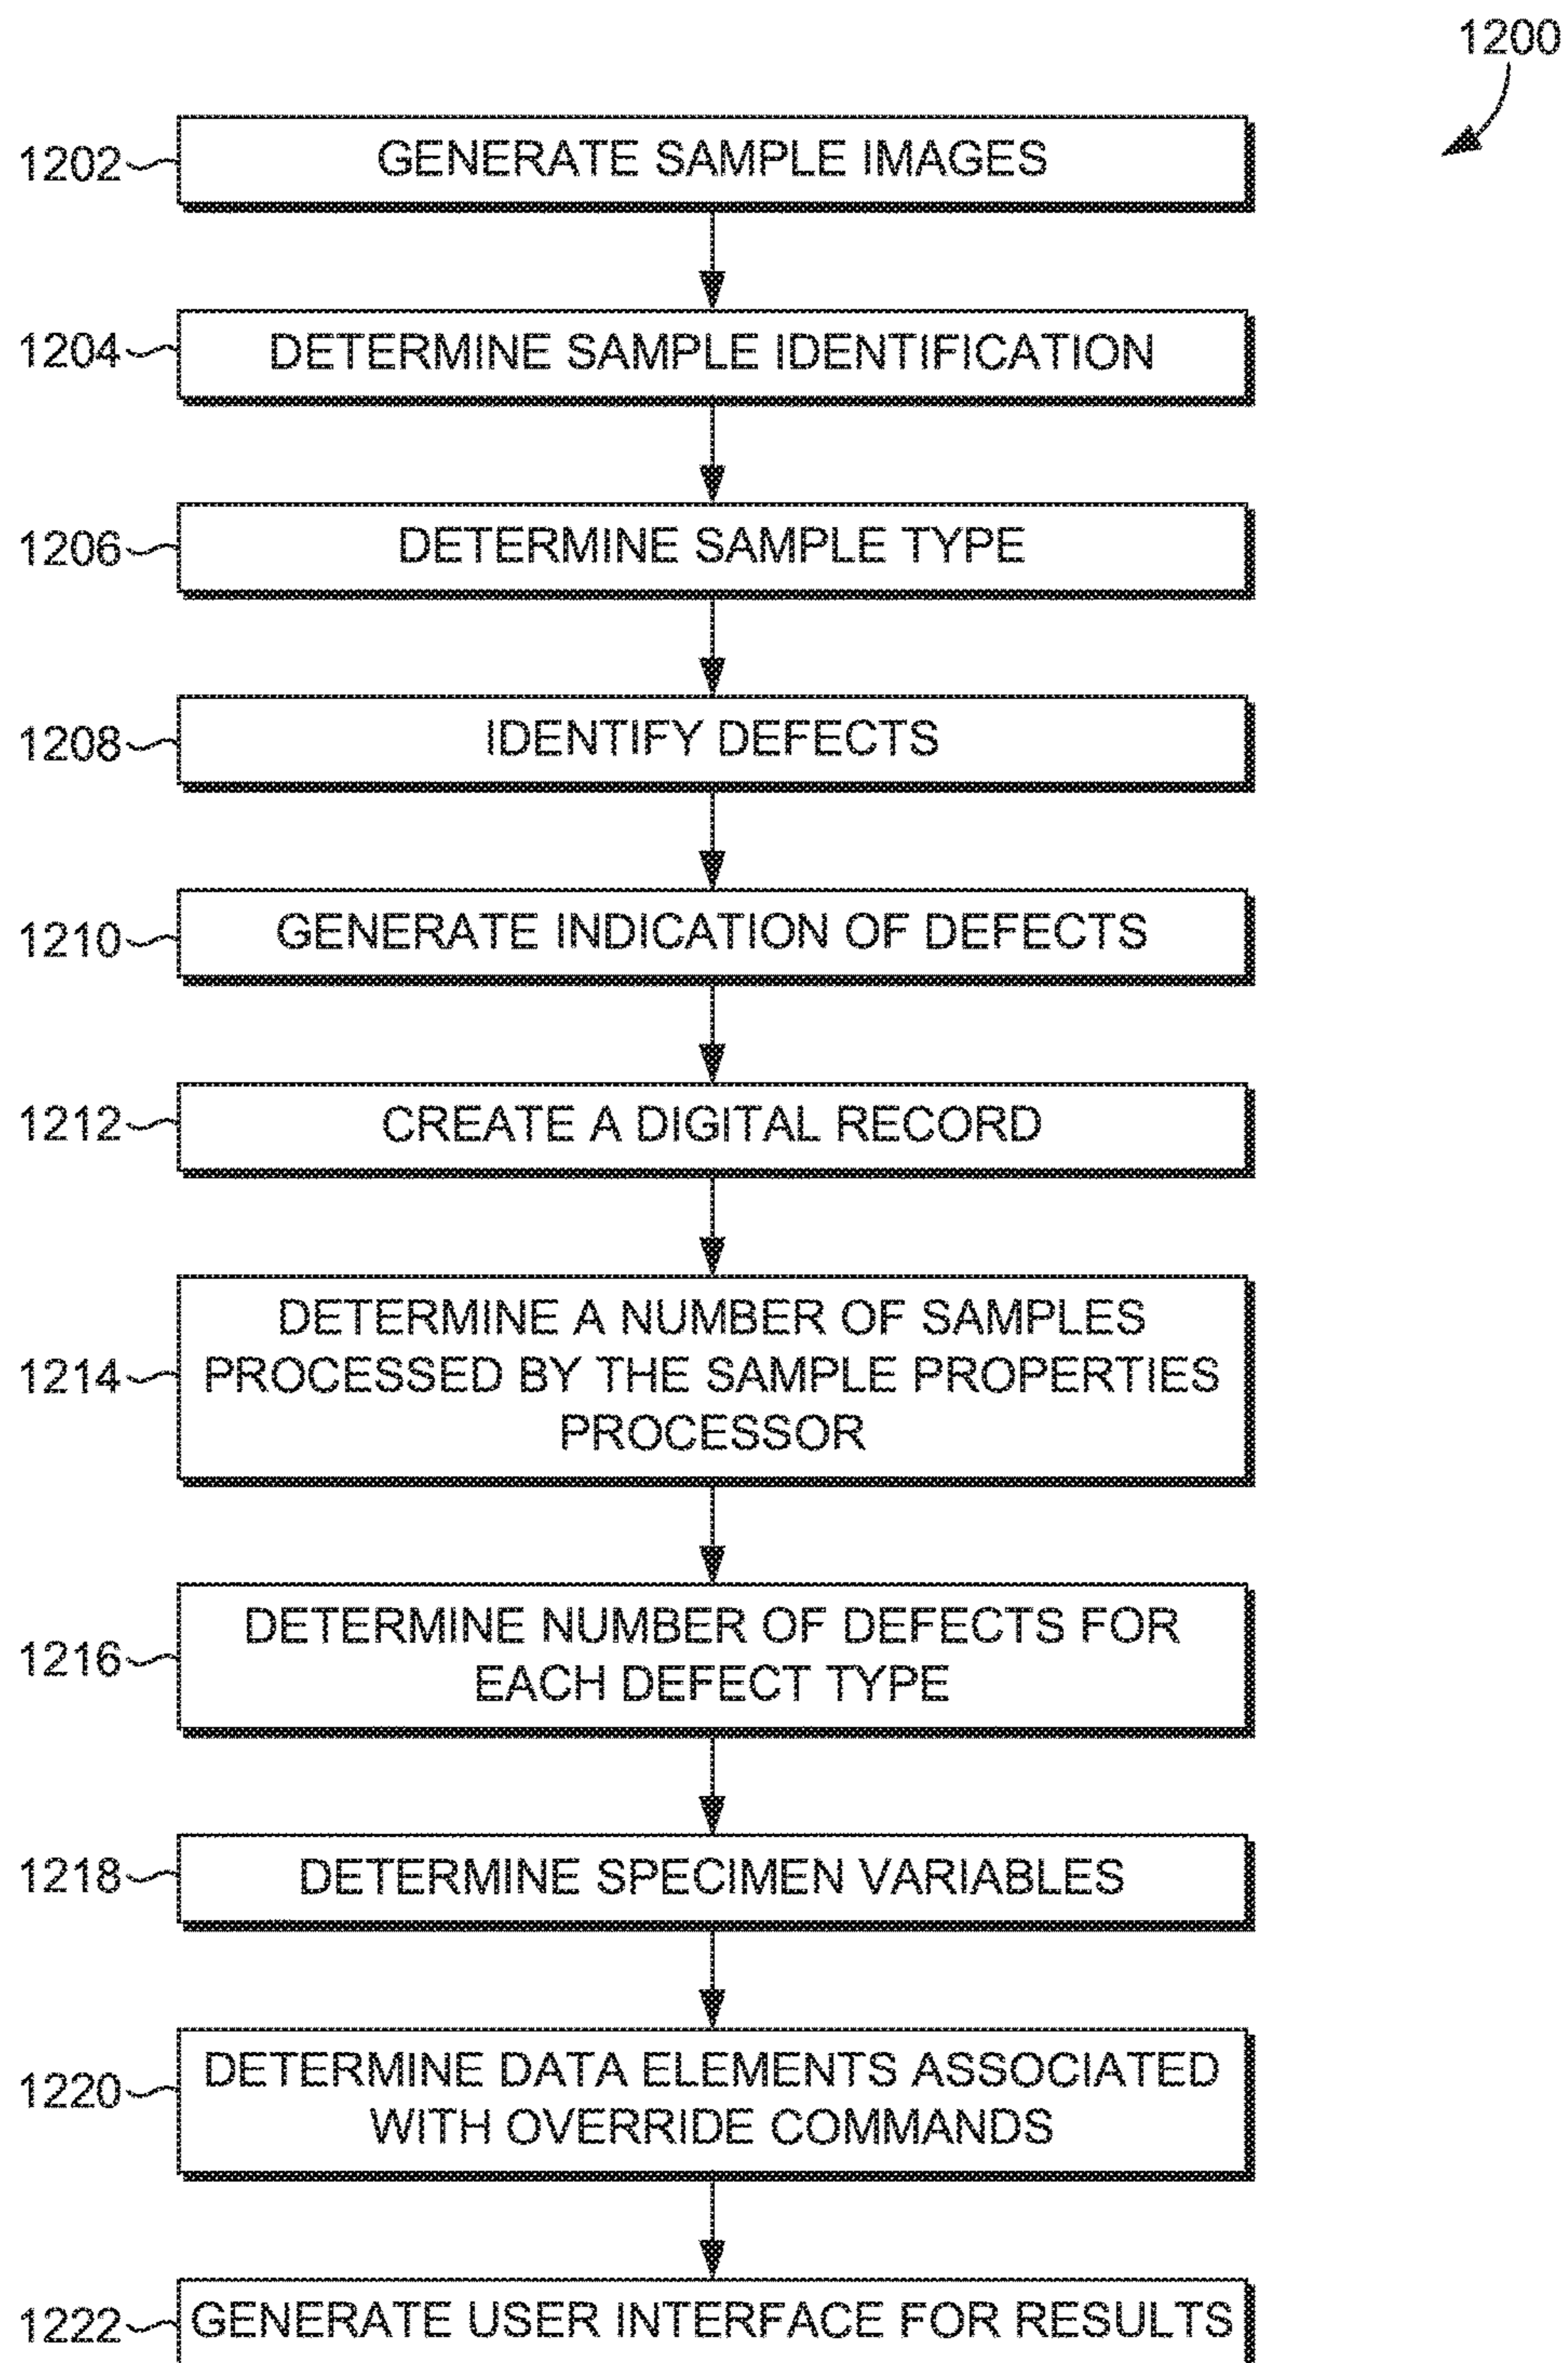 1200
1202 GENERATE SAMPLE IMAGES
1204 DETERMINE SAMPLE IDENTIFICATION
1206 DETERMINE SAMPLE TYPE
1208 IDENTIFY DEFECTS
1210 GENERATE INDICATION OF DEFECTS
1212 CREATE A DIGITAL RECORD
DETERMINE A NUMBER OF SAMPLES
1214 PROCESSED BY THE SAMPLE PROPERTIES
PROCESSOR
1216 DETERMINE NUMBER OF DEFECTS FOR
EACH DEFECT TYPE
1218 DETERMINE SPECIMEN VARIABLES
1220 DETERMINE DATA ELEMENTS ASSOCIATED
WITH OVERRIDE COMMANDS
1222 GENERATE USER INTERFACE FOR RESULTS